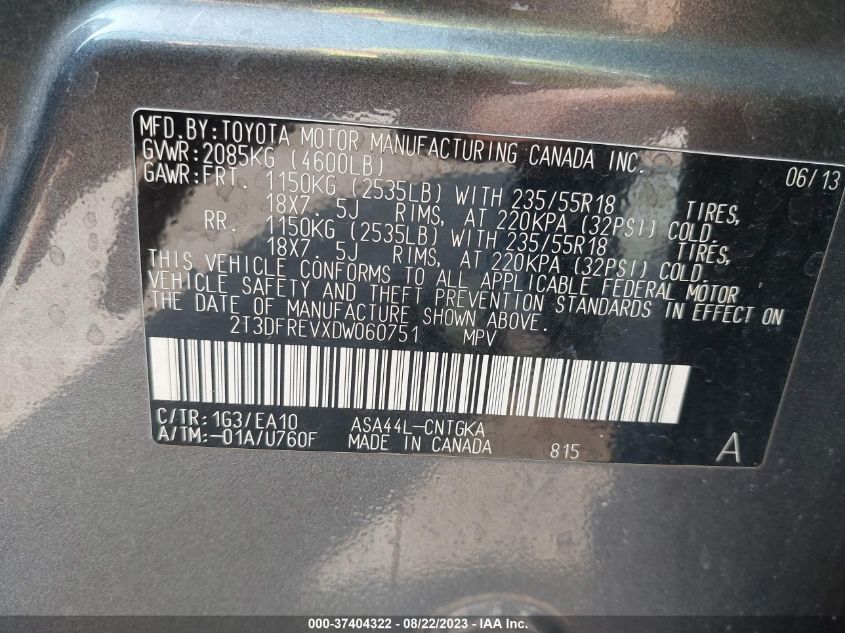 MFD.BY:TOYOTA MOTOR MANUFACTURING CANADA INC. 06/13
GVWR:2085KG (4600LB)
GAWR:FRT. 1150KG (2535LB) WITH 235/55R18 TIRES,
18X7. 5J RIMS, AT 220KPA (32PSI) COLD
RR. 1150KG (2535LB) WITH 235/55R18 TIRES,
18X7. 5J RIMS, AT 220KPA (32PSI) COLD.
THIS VEHICLE CONFORMS TO ALL APPLICABLE FEDERAL MOTOR
VEHICLE SAFETY AND THEFT PREVENTION STANDARDS IN EFFECT ON
THE DATE OF MANUFACTURE SHOWN ABOVE.
2T3DFREVXDW060751 MPV
C/TR:1G3/EA10 ASA44L-CNTGKA
A/TM:-01A/U760F MADE IN CANADA 815 A
000-37404322 - 08/22/2023 - IAA Inc.